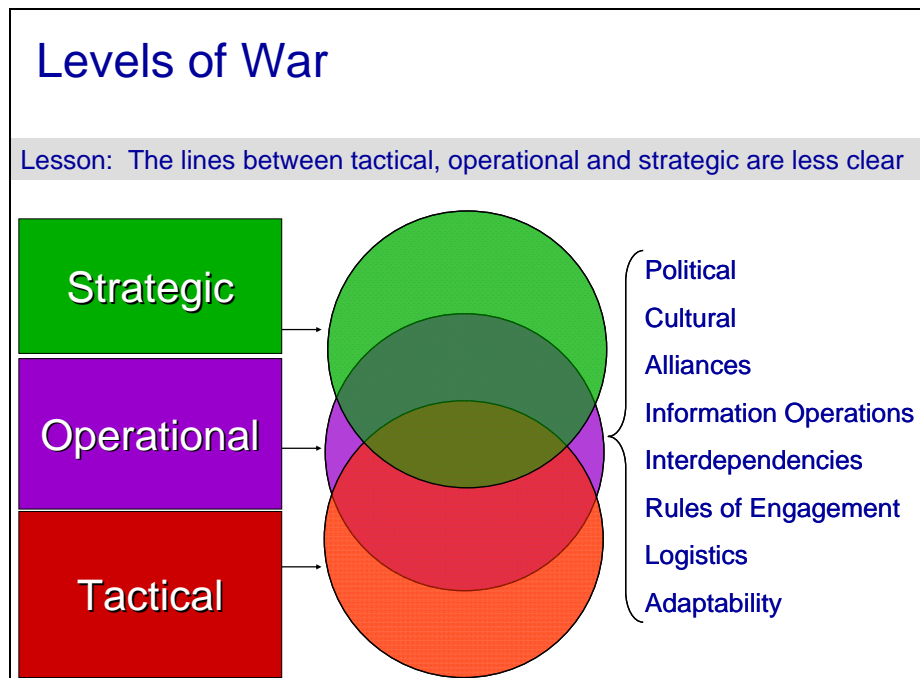 Levels of War
Lesson: The lines between tactical, operational and strategic are less clear
Strategic
Operational
Tactical
Political
Cultural
Alliances
Information Operations
Interdependencies
Rules of Engagement
Logistics
Adaptability